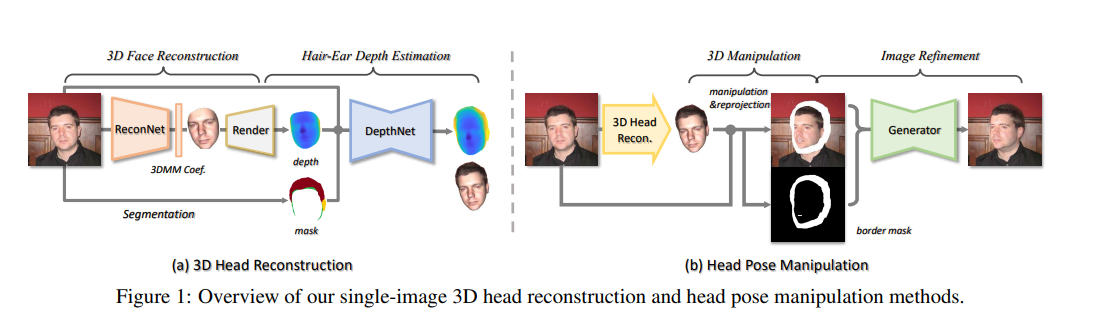 3D Face Reconstruction
Hair-Ear Depth Estimation
ReconNet
3DMM Coef.
Render
depth
DepthNet
Segmentation
mask
(a) 3D Head Reconstruction
3D Manipulation
Image Refinement
manipulation
&reprojection
3D Head
Recon.
Generator
border mask
(b) Head Pose Manipulation
Figure 1: Overview of our single-image 3D head reconstruction and head pose manipulation methods.